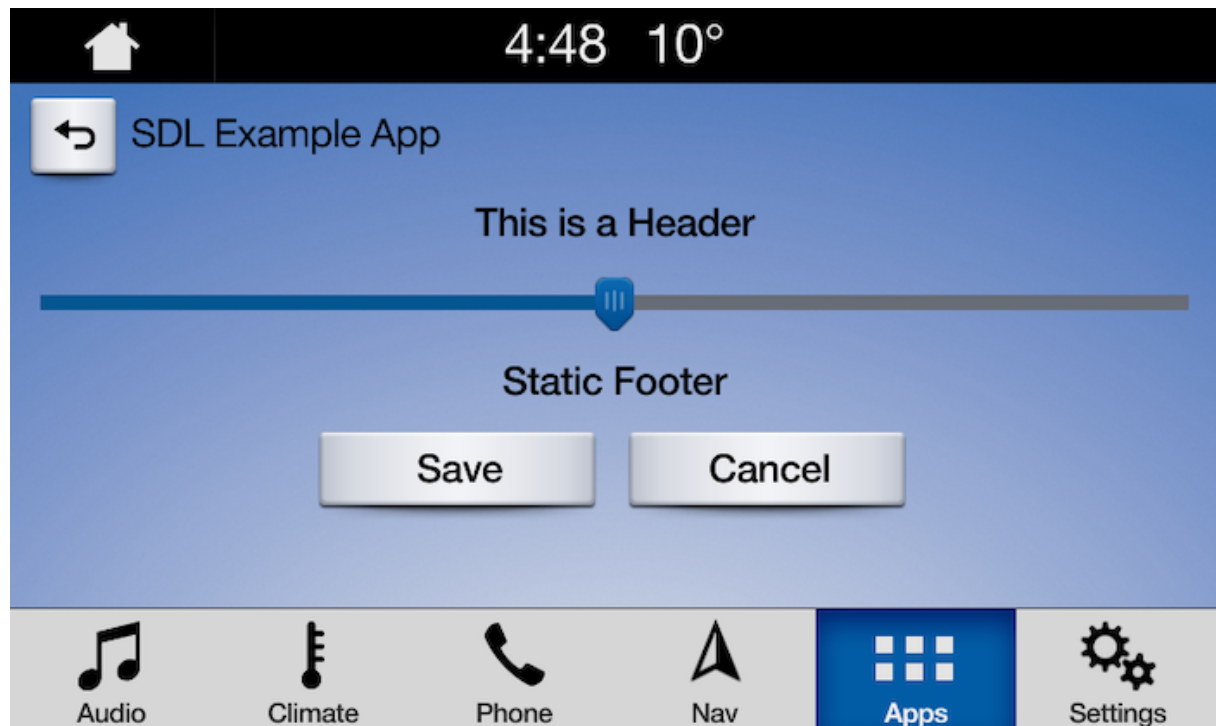 4:48 10°
SDL Example App
This is a Header
Static Footer
Save Cancel
Audio Climate Phone Nav Apps Settings